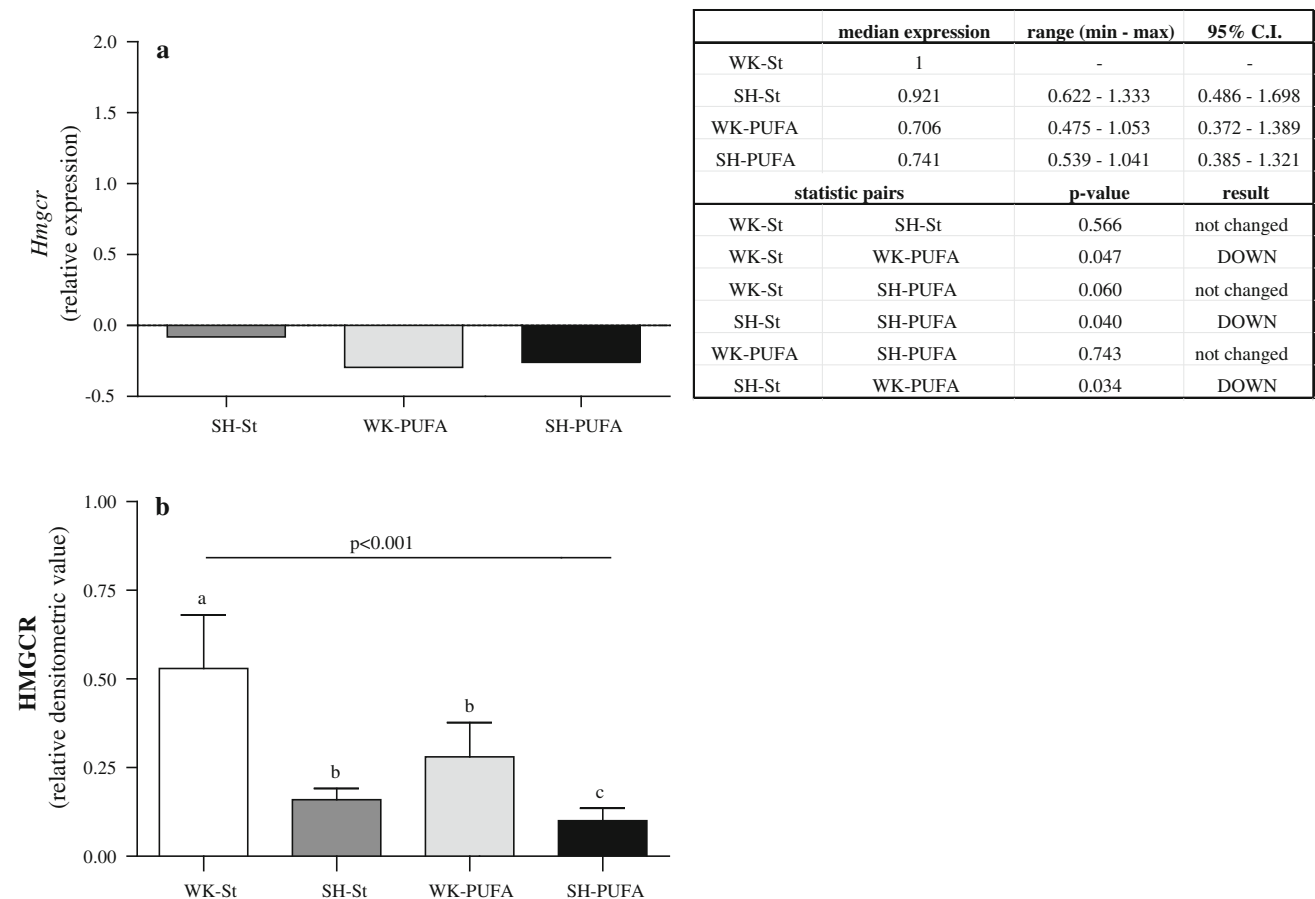 a
2.0
1.5
1.0
0.5
0.0
-0.5
Hmgcr
(relative expression)
SH-St WK-PUFA SH-PUFA
median expression range (min - max) 95% C.I.
WK-St 1 - -
SH-St 0.921 0.622 - 1.333 0.486 - 1.698
WK-PUFA 0.706 0.475 - 1.053 0.372 - 1.389
SH-PUFA 0.741 0.539 - 1.041 0.385 - 1.321
statistic pairs p-value result
WK-St SH-St 0.566 not changed
WK-St WK-PUFA 0.047 DOWN
WK-St SH-PUFA 0.060 not changed
SH-St SH-PUFA 0.040 DOWN
WK-PUFA SH-PUFA 0.743 not changed
SH-St WK-PUFA 0.034 DOWN
b
1.00
0.75
0.50
0.25
0.00
HMGCR
(relative densitometric value)
p<0.001
a
b
b
c
WK-St SH-St WK-PUFA SH-PUFA